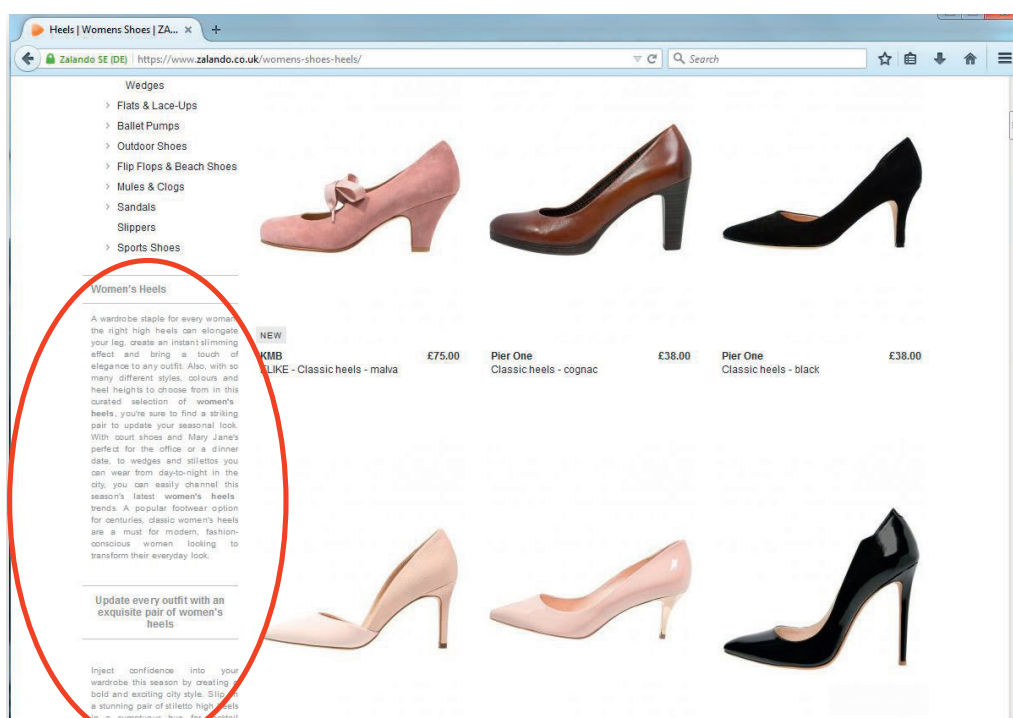 Heels | Womens Shoes | ZA...
Zalando SE (DE) https://www.zalando.co.uk/womens-shoes-heels/ Search
Wedges
Flats & Lace-Ups
Ballet Pumps
Outdoor Shoes
Flip Flops & Beach Shoes
Mules & Clogs
Sandals
Slippers
Sports Shoes
Women's Heels
A wardrobe staple for every woman,
the right high heels can elongate
your leg, create an instant slimming
effect and bring a touch of
elegance to any outfit. Also, with so
many different styles, colours and
heel heights to choose from in this
curated selection of women's
heels, you're sure to find a striking
pair to update your seasonal look.
With court shoes and Mary Jane's
perfect for the office or a dinner
date, to wedges and stilettos you
can wear from day-to-night in the
city, you can easily channel this
season's latest women's heels
trends. A popular footwear option
for centuries, classic women's heels
are a must for modern, fashion-
conscious women looking to
transform their everyday look.
Update every outfit with an
exquisite pair of women's
heels
Inject confidence into your
wardrobe this season by creating a
bold and exciting city style. Slip in
a stunning pair of stiletto high heels
in a sumptuous hue for cocktail
NEW
KMB £75.00
ELIKE - Classic heels - malva
Pier One £38.00
Classic heels - cognac
Pier One £38.00
Classic heels - black